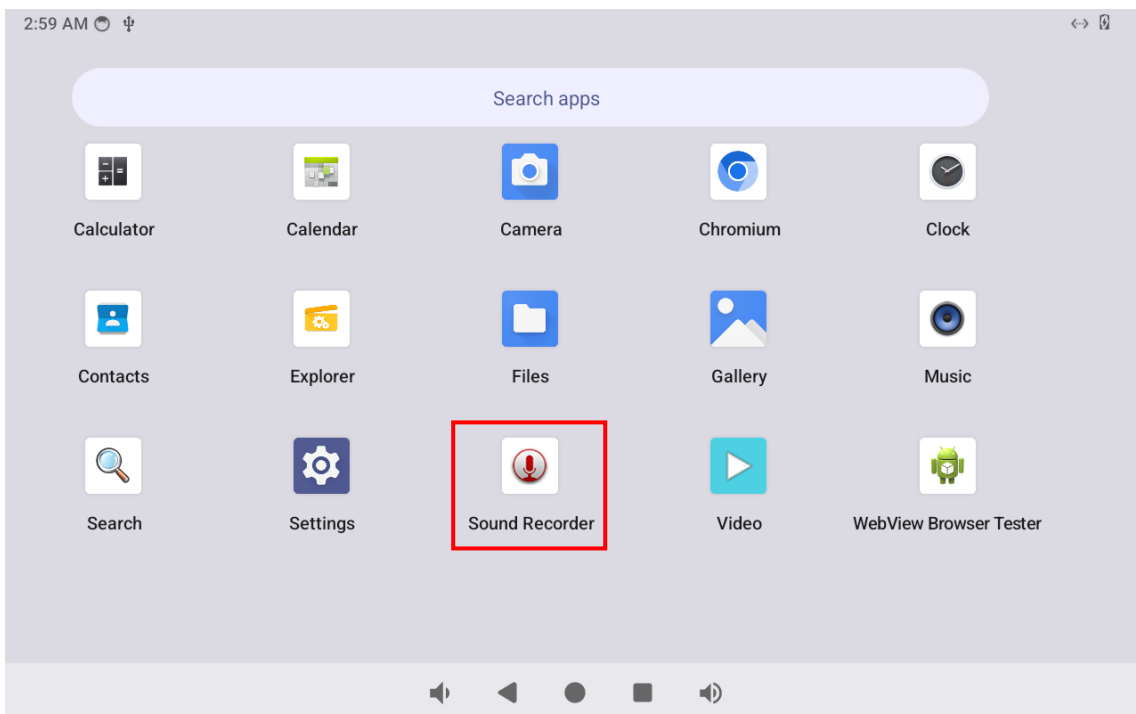 2:59 AM
Search apps
Calculator
Calendar
Camera
Chromium
Clock
Contacts
Explorer
Files
Gallery
Music
Search
Settings
Sound Recorder
Video
WebView Browser Tester